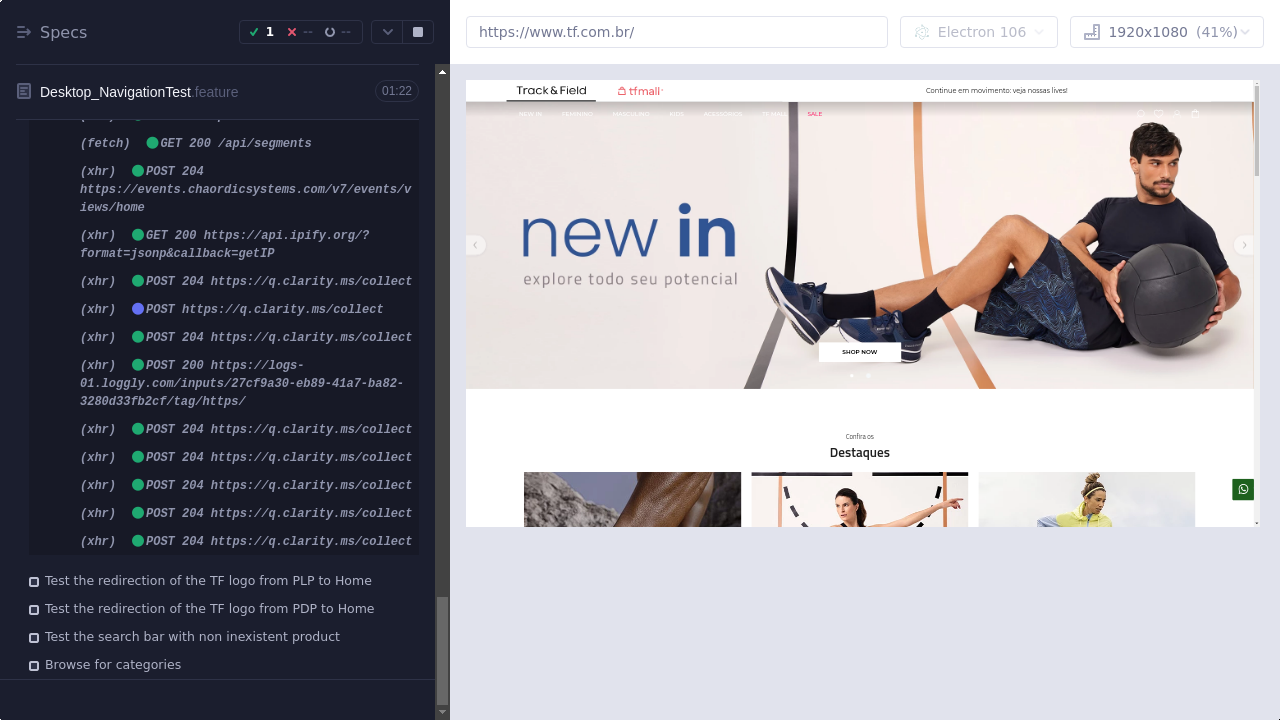 Specs
1
--
--
https://www.tf.com.br/
Electron 106
1920x1080 (41%)
Desktop_NavigationTest.feature
01:22
(fetch) GET 200 /api/segments
(xhr) POST 204
https://events.chaordicsystems.com/v7/events/v
iews/home
(xhr) GET 200 https://api.ipify.org/?
format=jsonp&callback=getIP
(xhr) POST 204 https://q.clarity.ms/collect
(xhr) POST https://q.clarity.ms/collect
(xhr) POST 204 https://q.clarity.ms/collect
(xhr) POST 200 https://logs-
01.loggly.com/inputs/27cf9a30-eb89-41a7-ba82-
3280d33fb2cf/tag/https/
(xhr) POST 204 https://q.clarity.ms/collect
(xhr) POST 204 https://q.clarity.ms/collect
(xhr) POST 204 https://q.clarity.ms/collect
(xhr) POST 204 https://q.clarity.ms/collect
(xhr) POST 204 https://q.clarity.ms/collect
Test the redirection of the TF logo from PLP to Home
Test the redirection of the TF logo from PDP to Home
Test the search bar with non inexistent product
Browse for categories
Track&Field
tfmall
Continue em movimento: veja nossas lives!
NEW IN FEMININO MASCULINO KIDS ACESSÓRIOS TF MALL SALE
new in
explore todo seu potencial
SHOP NOW
Confira os
Destaques